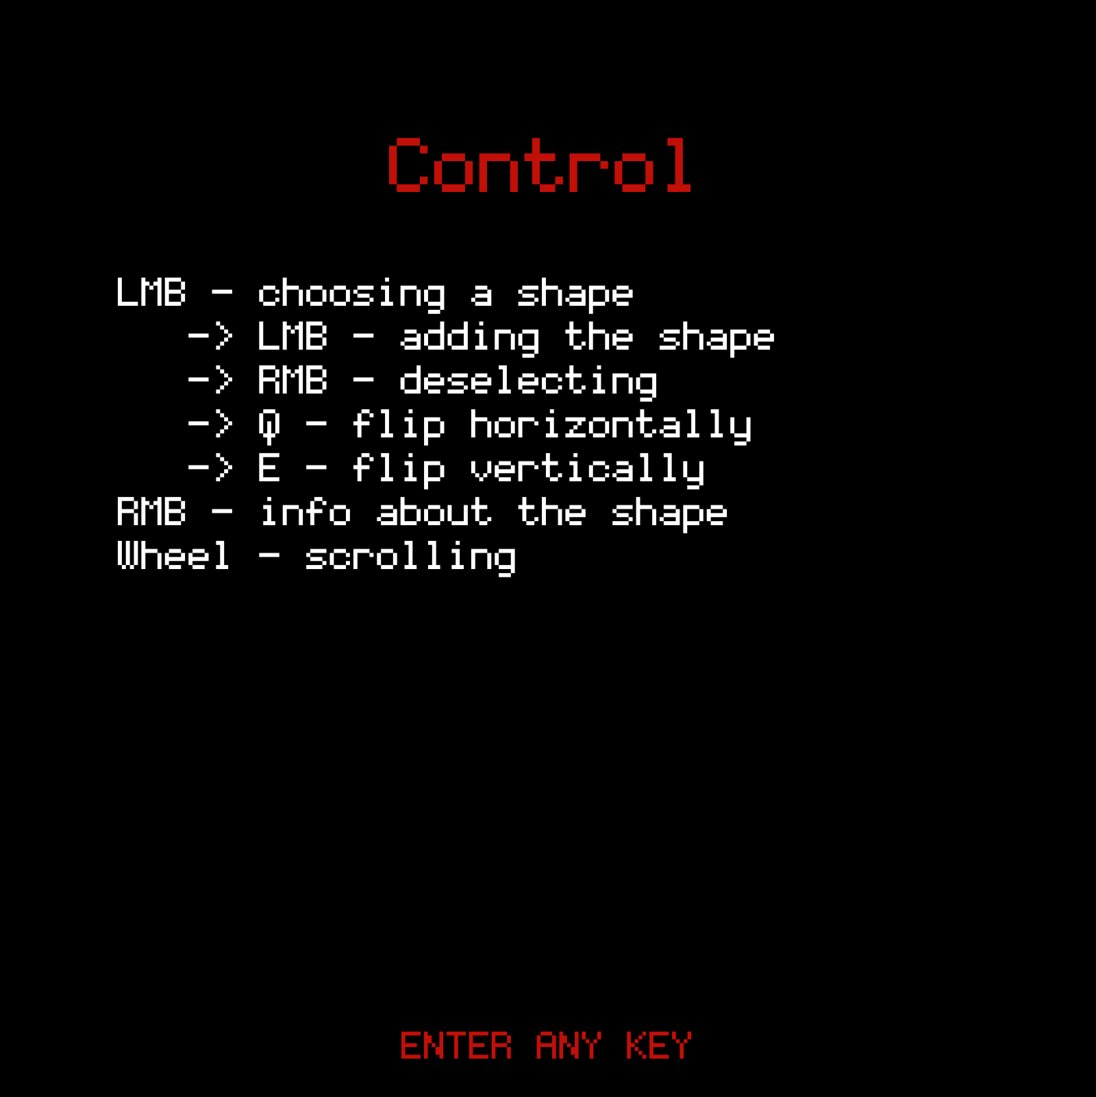 Control
LMB - choosing a shape
-> LMB - adding the shape
-> RMB - deselecting
-> Q - flip horizontally
-> E - flip vertically
RMB - info about the shape
Wheel - scrolling
ENTER ANY KEY